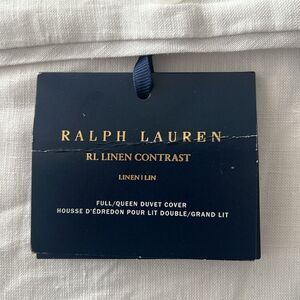 RALPH LAUREN
RL LINEN CONTRAST
LINEN | LIN
FULL/QUEEN DUVET COVER
HOUSSE D'ÉDREDON POUR LIT DOUBLE/GRAND LIT